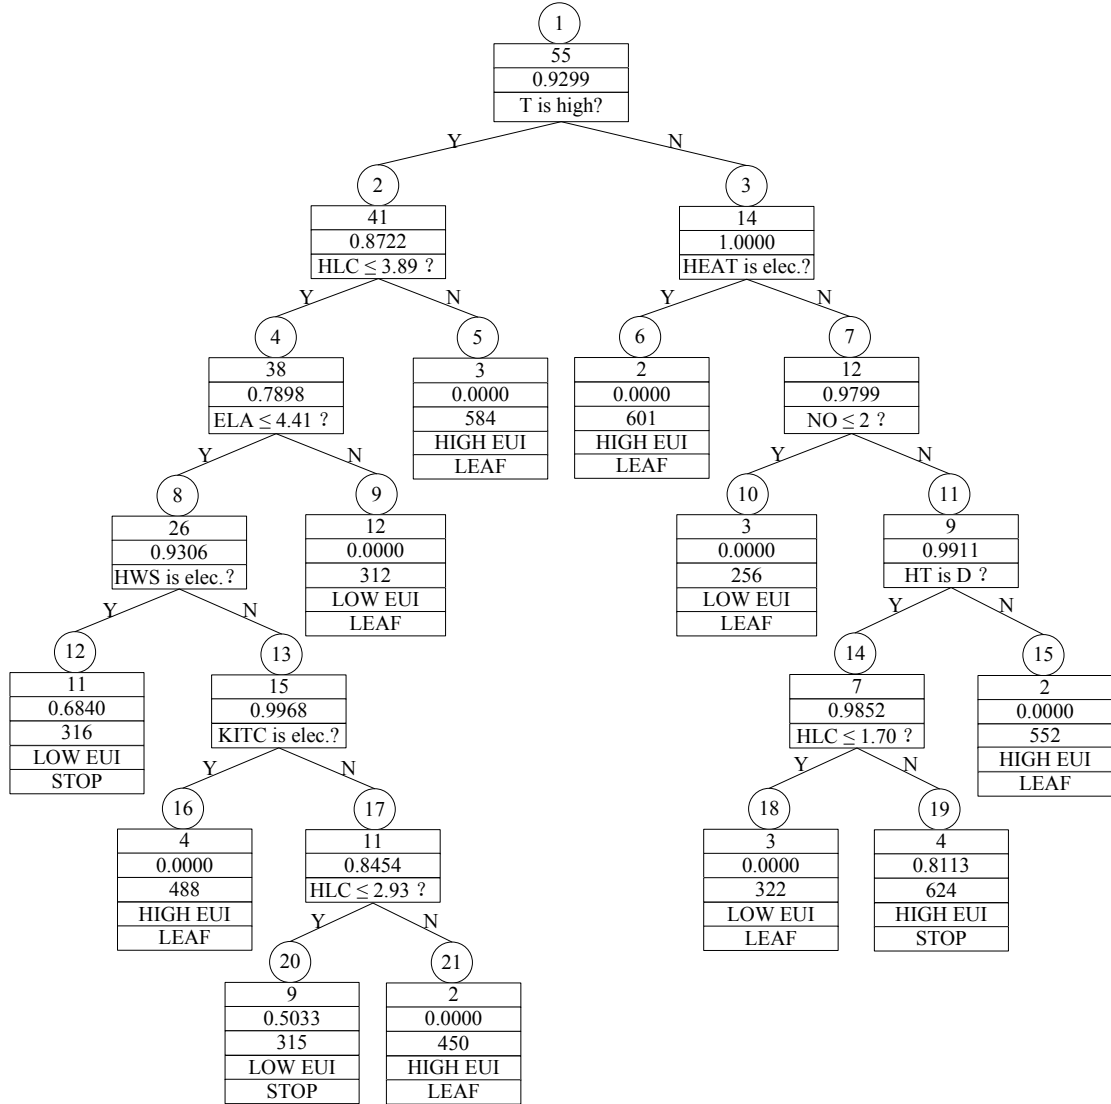 1
55
0.9299
T is high?
Y
N
2
41
0.8722
HLC ≤ 3.89 ?
3
14
1.0000
HEAT is elec.?
Y
N
Y
N
4
38
0.7898
ELA ≤ 4.41 ?
5
3
0.0000
584
HIGH EUI
LEAF
6
2
0.0000
601
HIGH EUI
LEAF
7
12
0.9799
NO ≤ 2 ?
Y
N
Y
N
8
26
0.9306
HWS is elec.?
9
12
0.0000
312
LOW EUI
LEAF
10
3
0.0000
256
LOW EUI
LEAF
11
9
0.9911
HT is D ?
Y
N
Y
N
12
11
0.6840
316
LOW EUI
STOP
13
15
0.9968
KITC is elec.?
14
7
0.9852
HLC ≤ 1.70 ?
15
2
0.0000
552
HIGH EUI
LEAF
Y
N
Y
N
16
4
0.0000
488
HIGH EUI
LEAF
17
11
0.8454
HLC ≤ 2.93 ?
18
3
0.0000
322
LOW EUI
LEAF
19
4
0.8113
624
HIGH EUI
STOP
Y
N
20
9
0.5033
315
LOW EUI
STOP
21
2
0.0000
450
HIGH EUI
LEAF